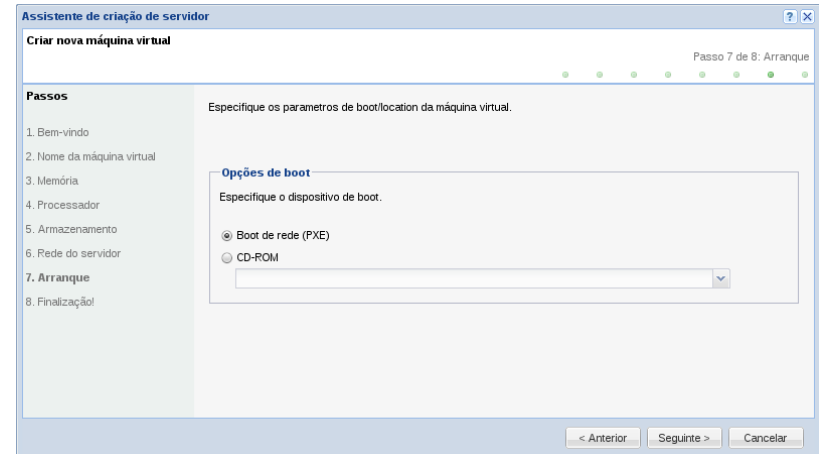 Assistente de criação de servidor
Criar nova máquina virtual
Passo 7 de 8: Arranque
Passos
1. Bem-vindo
2. Nome da máquina virtual
3. Memória
4. Processador
5. Armazenamento
6. Rede do servidor
7. Arranque
8. Finalização!
Especifique os parametros de boot/location da máquina virtual.
Opções de boot
Especifique o dispositivo de boot.
Boot de rede (PXE)
CD-ROM
< Anterior
Seguinte >
Cancelar